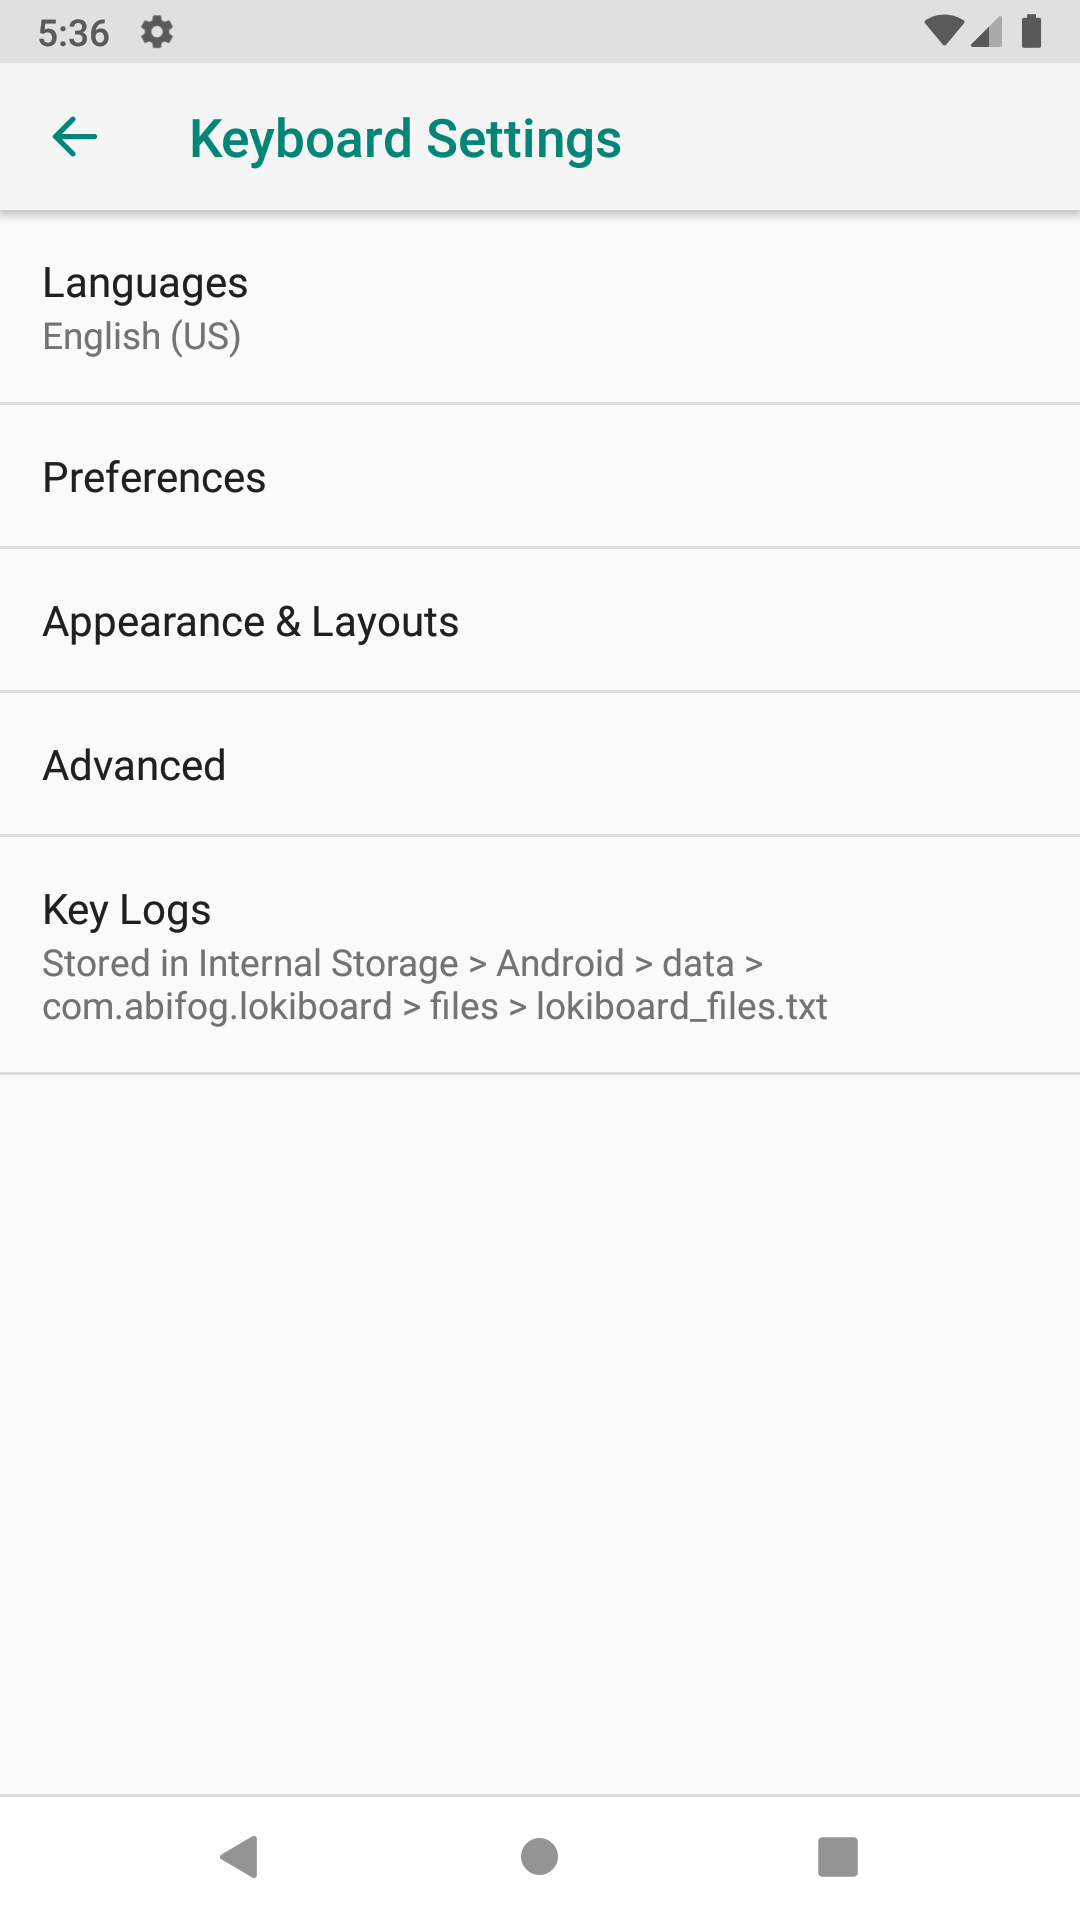 5:36
Keyboard Settings
Languages
English (US)
Preferences
Appearance & Layouts
Advanced
Key Logs
Stored in Internal Storage > Android > data >
com.abifog.lokiboard > files > lokiboard_files.txt